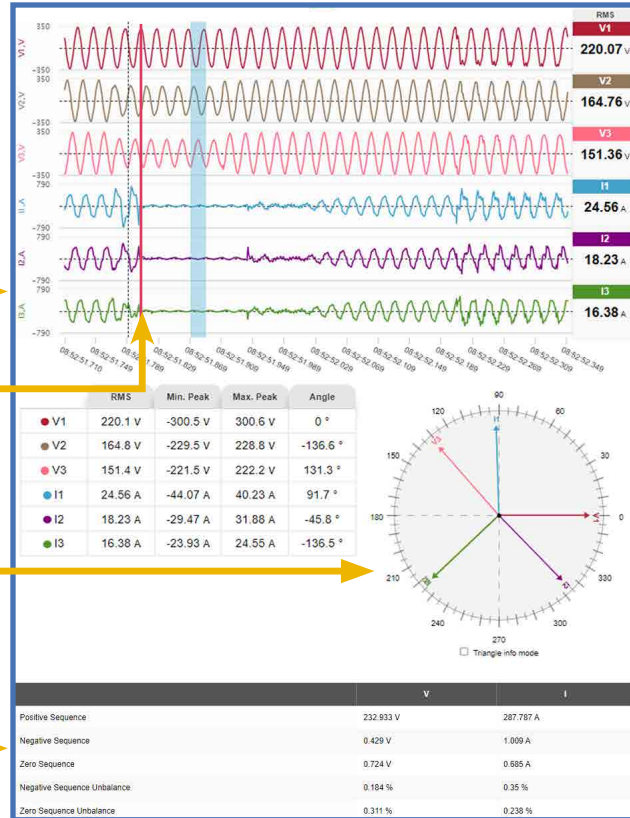 RMS
350
-350
V1,V
V1
220.07 V
350
-350
V2,V
V2
164.76 V
350
-350
V3,V
V3
151.36 V
790
-790
I1,A
I1
24.56 A
790
-790
I2,A
I2
18.23 A
790
-790
I3,A
I3
16.38 A
08:52:51.710 08:52:51.749 08:52:51.789 08:52:51.829 08:52:51.869 08:52:51.909 08:52:51.949 08:52:51.989 08:52:52.029 08:52:52.069 08:52:52.109 08:52:52.149 08:52:52.189 08:52:52.229 08:52:52.269 08:52:52.309 08:52:52.349
RMS Min. Peak Max. Peak Angle
V1 220.1 V -300.5 V 300.6 V 0 °
V2 164.8 V -229.5 V 228.8 V -136.6 °
V3 151.4 V -221.5 V 222.2 V 131.3 °
I1 24.56 A -44.07 A 40.23 A 91.7 °
I2 18.23 A -29.47 A 31.88 A -45.8 °
I3 16.38 A -23.93 A 24.55 A -136.5 °
90
120 60
150 30
180 0
210 330
240 300
270
I1
V3
V1
I3
I2
Triangle info mode
V I
Positive Sequence 232.933 V 287.787 A
Negative Sequence 0.429 V 1.009 A
Zero Sequence 0.724 V 0.685 A
Negative Sequence Unbalance 0.184 % 0.35 %
Zero Sequence Unbalance 0.311 % 0.238 %